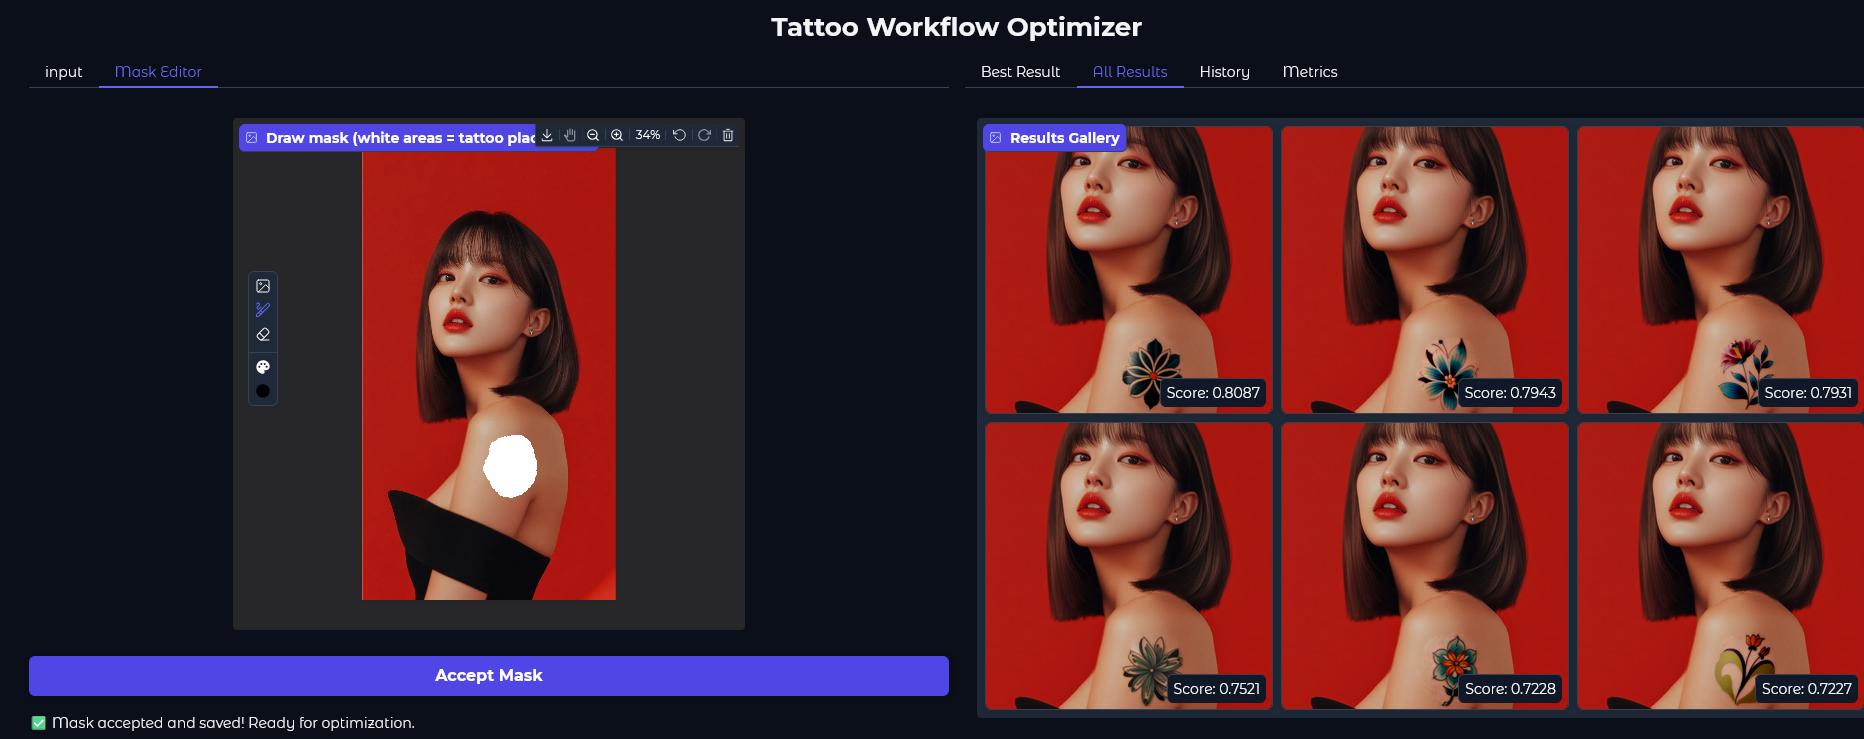 Tattoo Workflow Optimizer
input
Mask Editor
Best Result
All Results
History
Metrics
Draw mask (white areas = tattoo
34%
Results Gallery
Score: 0.8087
Score: 0.7943
Score: 0.7931
Score: 0.7521
Score: 0.7228
Score: 0.7227
Accept Mask
Mask accepted and saved! Ready for optimization.